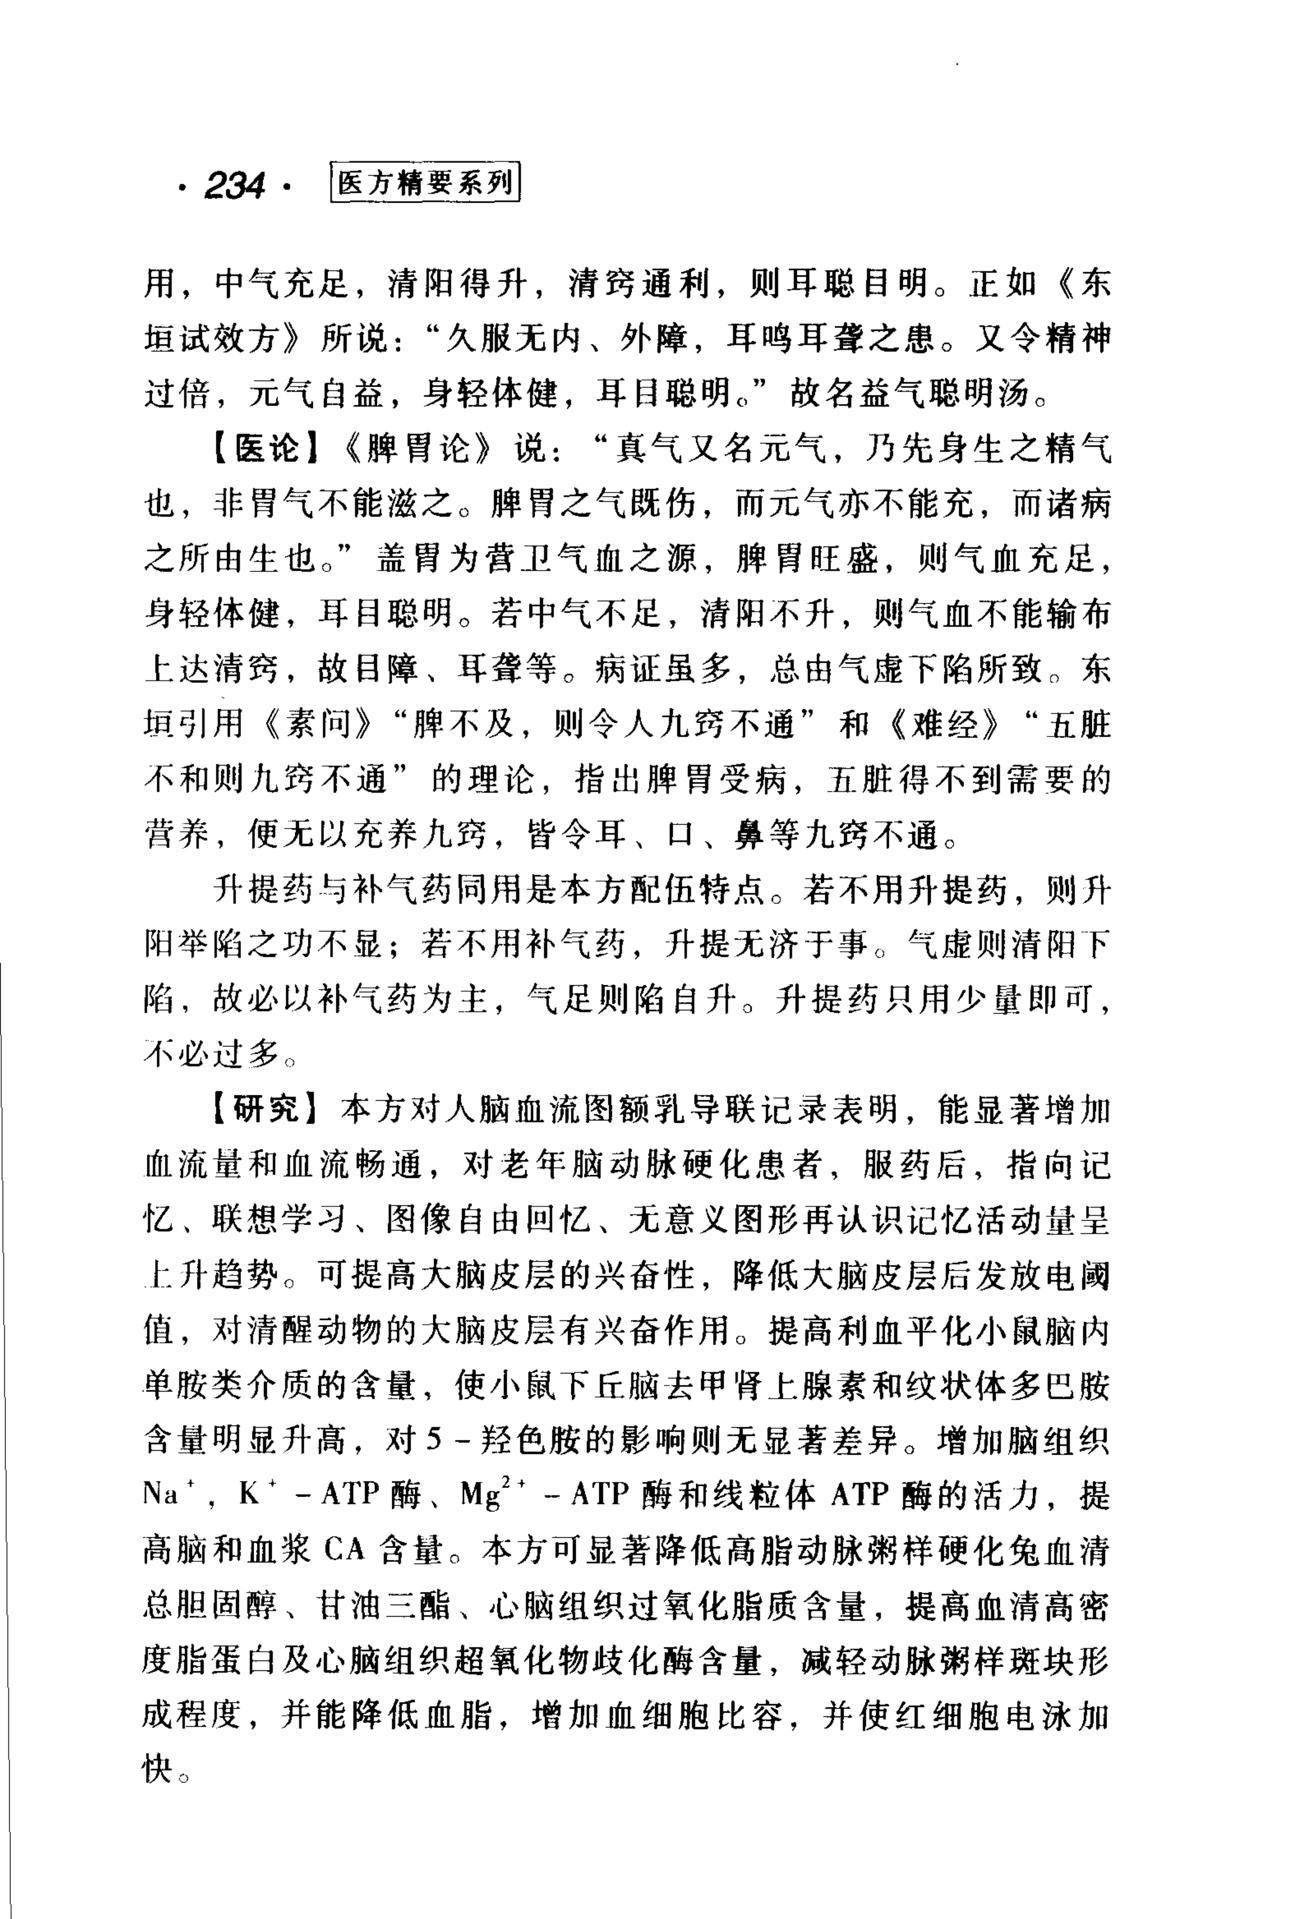 ·234· 医方精要系列
用，中气充足，清阳得升，清窍通利，则耳聪目明。正如《东
垣试效方》所说：“久服无内、外障，耳鸣耳聋之患。又令精神
过倍，元气自益，身轻体健，耳目聪明。”故名益气聪明汤。
【医论】《脾胃论》说：“真气又名元气，乃先身生之精气
也，非胃气不能滋之。脾胃之气既伤，而元气亦不能充，而诸病
之所由生也。”盖胃为营卫气血之源，脾胃旺盛，则气血充足，
身轻体健，耳目聪明。若中气不足，清阳不升，则气血不能输布
上达清窍，故目障、耳聋等。病证虽多，总由气虚下陷所致。东
垣引用《素问》“脾不及，则令人九窍不通”和《难经》“五脏
不和则九窍不通”的理论，指出脾胃受病，五脏得不到需要的
营养，便无以充养九窍，皆令耳、口、鼻等九窍不通。
升提药与补气药同用是本方配伍特点。若不用升提药，则升
阳举陷之功不显；若不用补气药，升提无济于事。气虚则清阳下
陷，故必以补气药为主，气足则陷自升。升提药只用少量即可，
不必过多。
【研究】本方对人脑血流图额乳导联记录表明，能显著增加
血流量和血流畅通，对老年脑动脉硬化患者，服药后，指向记
忆、联想学习、图像自由回忆、无意义图形再认识记忆活动量呈
上升趋势。可提高大脑皮层的兴奋性，降低大脑皮层后发放电阈
值，对清醒动物的大脑皮层有兴奋作用。提高利血平化小鼠脑内
单胺类介质的含量，使小鼠下丘脑去甲肾上腺素和纹状体多巴胺
含量明显升高，对5-羟色胺的影响则无显著差异。增加脑组织
Na⁺，K⁺-ATP酶、Mg²⁺-ATP酶和线粒体ATP酶的活力，提
高脑和血浆CA含量。本方可显著降低高脂动脉粥样硬化兔血清
总胆固醇、甘油三酯、心脑组织过氧化脂质含量，提高血清高密
度脂蛋白及心脑组织超氧化物歧化酶含量，减轻动脉粥样斑块形
成程度，并能降低血脂，增加血细胞比容，并使红细胞电泳加
快。